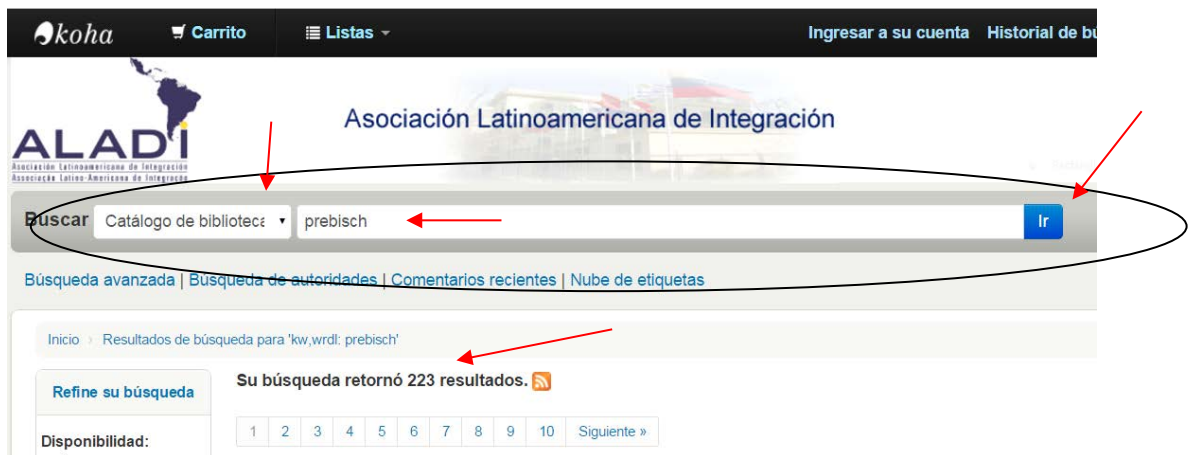 koha Carrito Listas Ingresar a su cuenta Historial de bú
Asociación Latinoamericana de Integración
ALADI
Asociación Latinoamericana de Integración
Associação Latino-Americana de Integração
Buscar Catálogo de biblioteca prebisch Ir
Búsqueda avanzada | Búsqueda de autoridades | Comentarios recientes | Nube de etiquetas
Inicio › Resultados de búsqueda para 'kw,wrdl: prebisch'
Refine su búsqueda
Su búsqueda retornó 223 resultados.
1 2 3 4 5 6 7 8 9 10 Siguiente »
Disponibilidad: